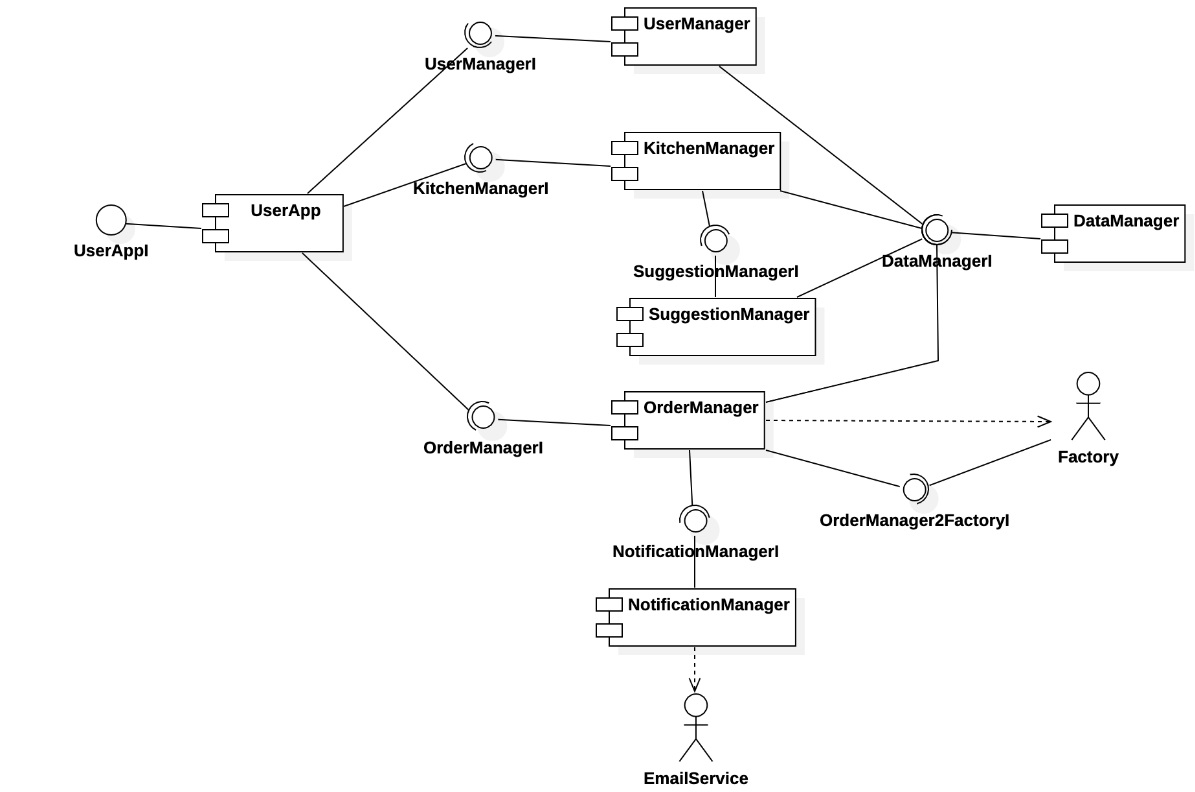 UserManager
UserManagerI
KitchenManager
KitchenManagerI
UserApp
UserAppI
DataManager
DataManagerI
SuggestionManagerI
SuggestionManager
OrderManager
OrderManagerI
Factory
OrderManager2FactoryI
NotificationManagerI
NotificationManager
EmailService